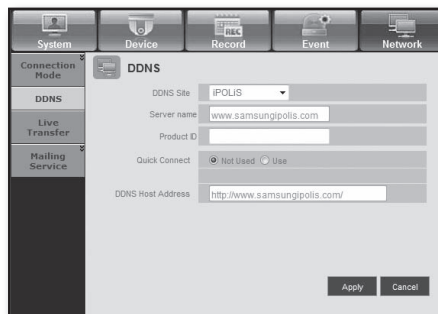 REC
System Device Record Event Network
Connection Mode
DDNS
Live Transfer
Mailing Service
DDNS
DDNS Site iPOLiS
Server name www.samsungipolis.com
Product ID
Quick Connect Not Used Use
DDNS Host Address http://www.samsungipolis.com/
Apply Cancel